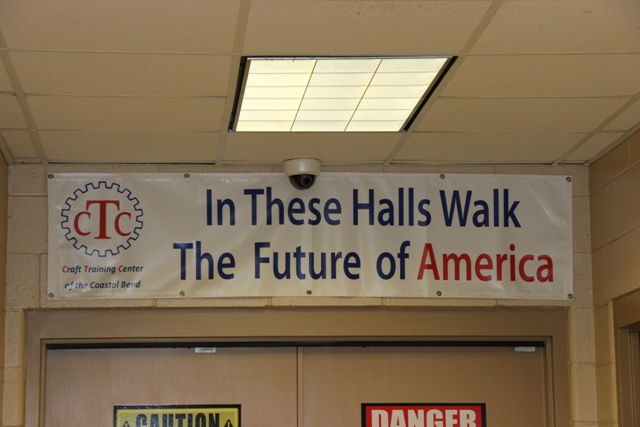 CTC
Craft Training Center
of the Coastal Bend
In These Halls Walk
The Future of America
CAUTION
DANGER